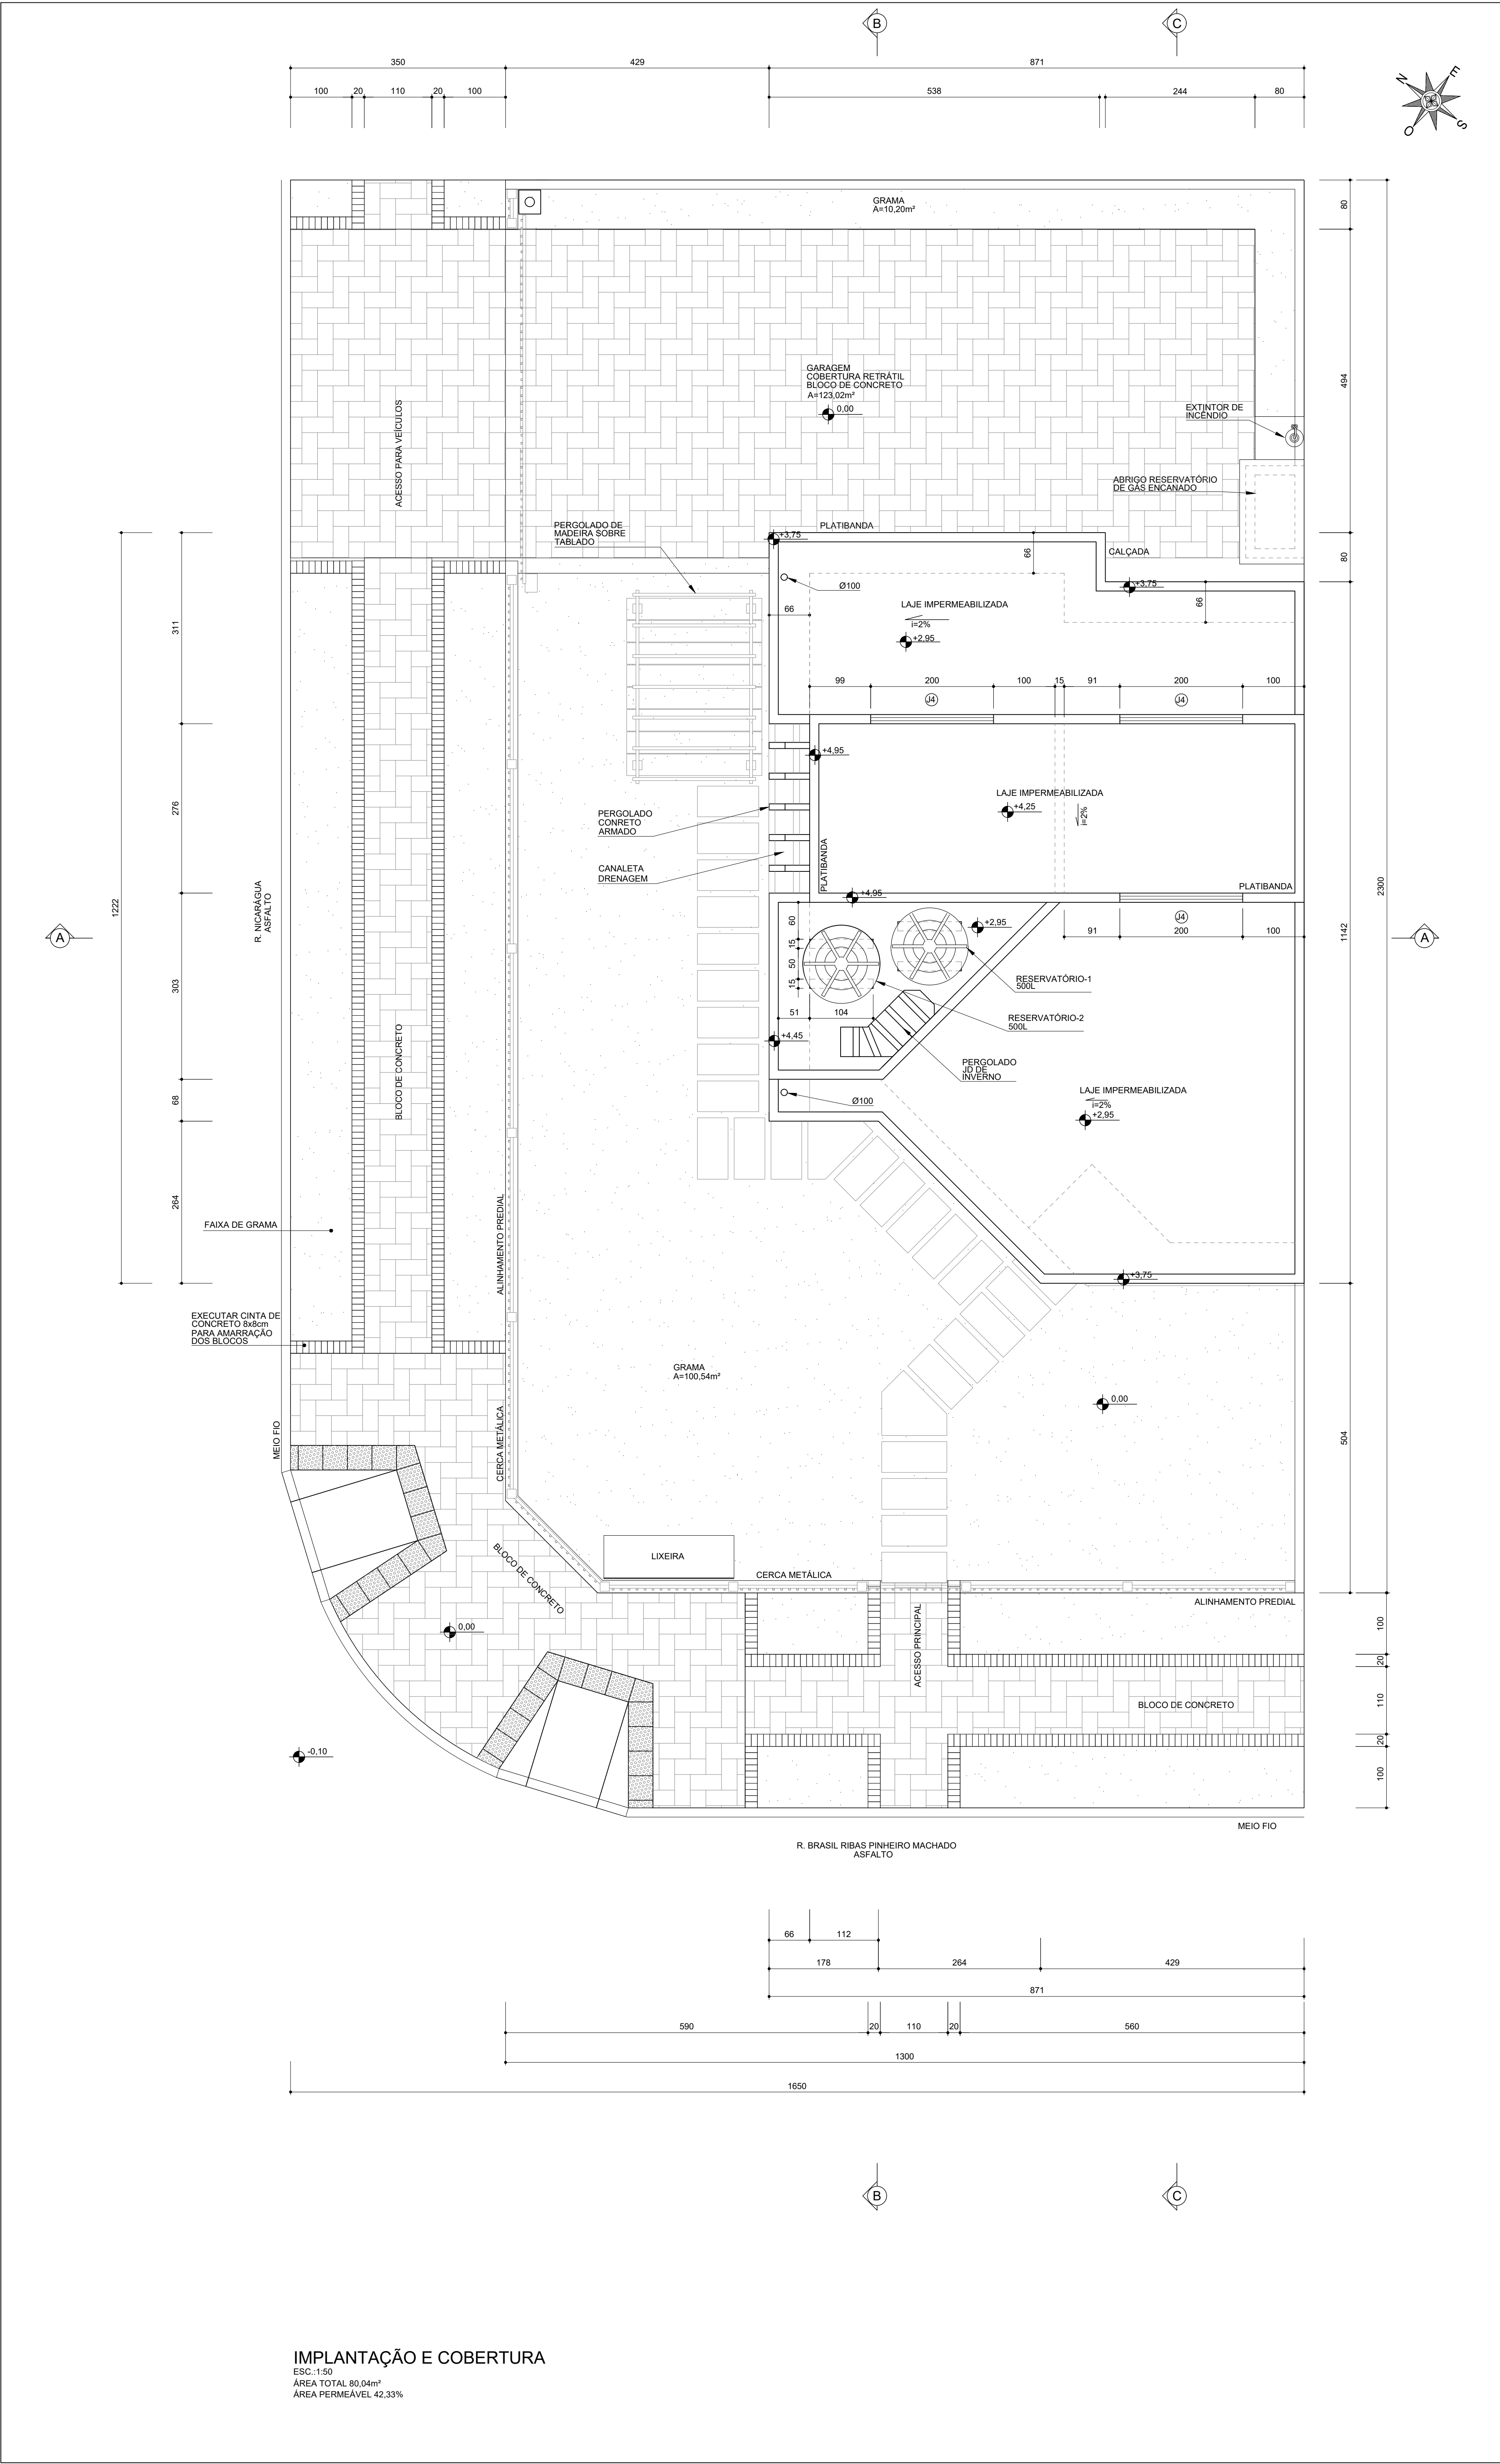 B
C
350
429
871
100
20
110
20
100
538
244
80
N
E
S
O
GRAMA
A=10,20m²
80
GARAGEM
COBERTURA RETRÁTIL
BLOCO DE CONCRETO
A=123,02m²
0,00
494
ACESSO PARA VEÍCULOS
EXTINTOR DE
INCÊNDIO
ABRIGO RESERVATÓRIO
DE GÁS ENCANADO
PERGOLADO DE
MADEIRA SOBRE
TABLADO
PLATIBANDA
+3,75
66
CALÇADA
80
+3,75
66
Ø100
66
LAJE IMPERMEABILIZADA
i=2%
+2,95
311
99
200
100
15
91
200
100
J4
J4
+4,95
LAJE IMPERMEABILIZADA
+4,25
i=2%
276
PERGOLADO
CONRETO
ARMADO
CANALETA
DRENAGEM
PLATIBANDA
PLATIBANDA
2300
1222
R. NICARÁGUA
ASFALTO
+4,95
60
+2,95
J4
91
200
100
1142
A
A
15
50
15
RESERVATÓRIO-1
500L
303
51
104
RESERVATÓRIO-2
500L
+4,45
PERGOLADO
JD DE
INVERNO
BLOCO DE CONCRETO
68
Ø100
LAJE IMPERMEABILIZADA
i=2%
+2,95
264
FAIXA DE GRAMA
ALINHAMENTO PREDIAL
+3,75
EXECUTAR CINTA DE
CONCRETO 8x8cm
PARA AMARRAÇÃO
DOS BLOCOS
GRAMA
A=100,54m²
0,00
504
MEIO FIO
CERCA METÁLICA
BLOCO DE CONCRETO
LIXEIRA
CERCA METÁLICA
ALINHAMENTO PREDIAL
0,00
ACESSO PRINCIPAL
100
20
BLOCO DE CONCRETO
110
20
-0,10
100
MEIO FIO
R. BRASIL RIBAS PINHEIRO MACHADO
ASFALTO
66
112
178
264
429
871
590
20
110
20
560
1300
1650
B
C
IMPLANTAÇÃO E COBERTURA
ESC.:1:50
ÁREA TOTAL 80,04m²
ÁREA PERMEÁVEL 42,33%